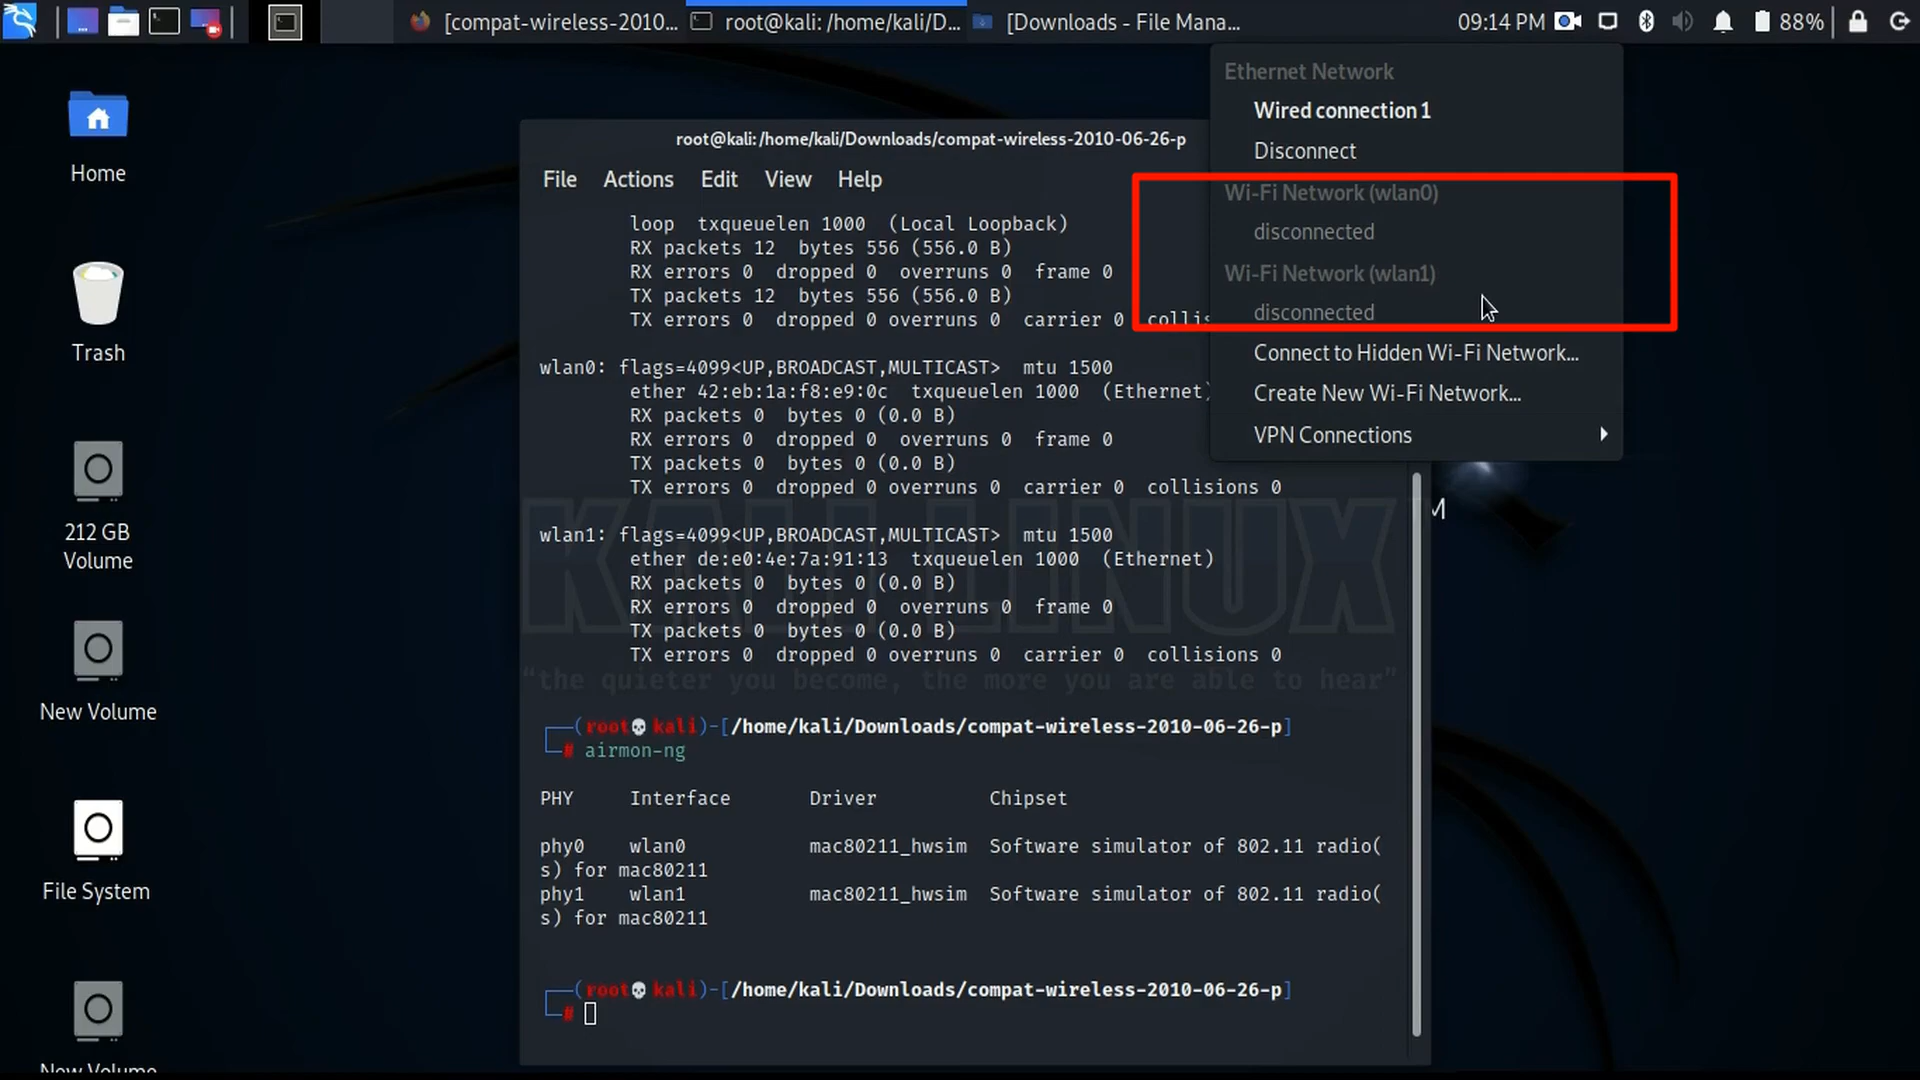 [compat-wireless-2010...
root@kali: /home/kali/D...
[Downloads - File Mana...
09:14 PM
88%
Home
Trash
212 GB
Volume
New Volume
File System
New Volume
root@kali:/home/kali/Downloads/compat-wireless-2010-06-26-p
File Actions Edit View Help
loop txqueuelen 1000 (Local Loopback)
RX packets 12 bytes 556 (556.0 B)
RX errors 0 dropped 0 overruns 0 frame 0
TX packets 12 bytes 556 (556.0 B)
TX errors 0 dropped 0 overruns 0 carrier 0 collis
wlan0: flags=4099<UP,BROADCAST,MULTICAST> mtu 1500
ether 42:eb:1a:f8:e9:0c txqueuelen 1000 (Ethernet)
RX packets 0 bytes 0 (0.0 B)
RX errors 0 dropped 0 overruns 0 frame 0
TX packets 0 bytes 0 (0.0 B)
TX errors 0 dropped 0 overruns 0 carrier 0 collisions 0
wlan1: flags=4099<UP,BROADCAST,MULTICAST> mtu 1500
ether de:e0:4e:7a:91:13 txqueuelen 1000 (Ethernet)
RX packets 0 bytes 0 (0.0 B)
RX errors 0 dropped 0 overruns 0 frame 0
TX packets 0 bytes 0 (0.0 B)
TX errors 0 dropped 0 overruns 0 carrier 0 collisions 0
KALI LINUX
"the quieter you become, the more you are able to hear"
(root💀kali)-[/home/kali/Downloads/compat-wireless-2010-06-26-p]
# airmon-ng
PHY Interface Driver Chipset
phy0 wlan0 mac80211_hwsim Software simulator of 802.11 radio(
s) for mac80211
phy1 wlan1 mac80211_hwsim Software simulator of 802.11 radio(
s) for mac80211
(root💀kali)-[/home/kali/Downloads/compat-wireless-2010-06-26-p]
#
Ethernet Network
Wired connection 1
Disconnect
Wi-Fi Network (wlan0)
disconnected
Wi-Fi Network (wlan1)
disconnected
Connect to Hidden Wi-Fi Network...
Create New Wi-Fi Network...
VPN Connections
M